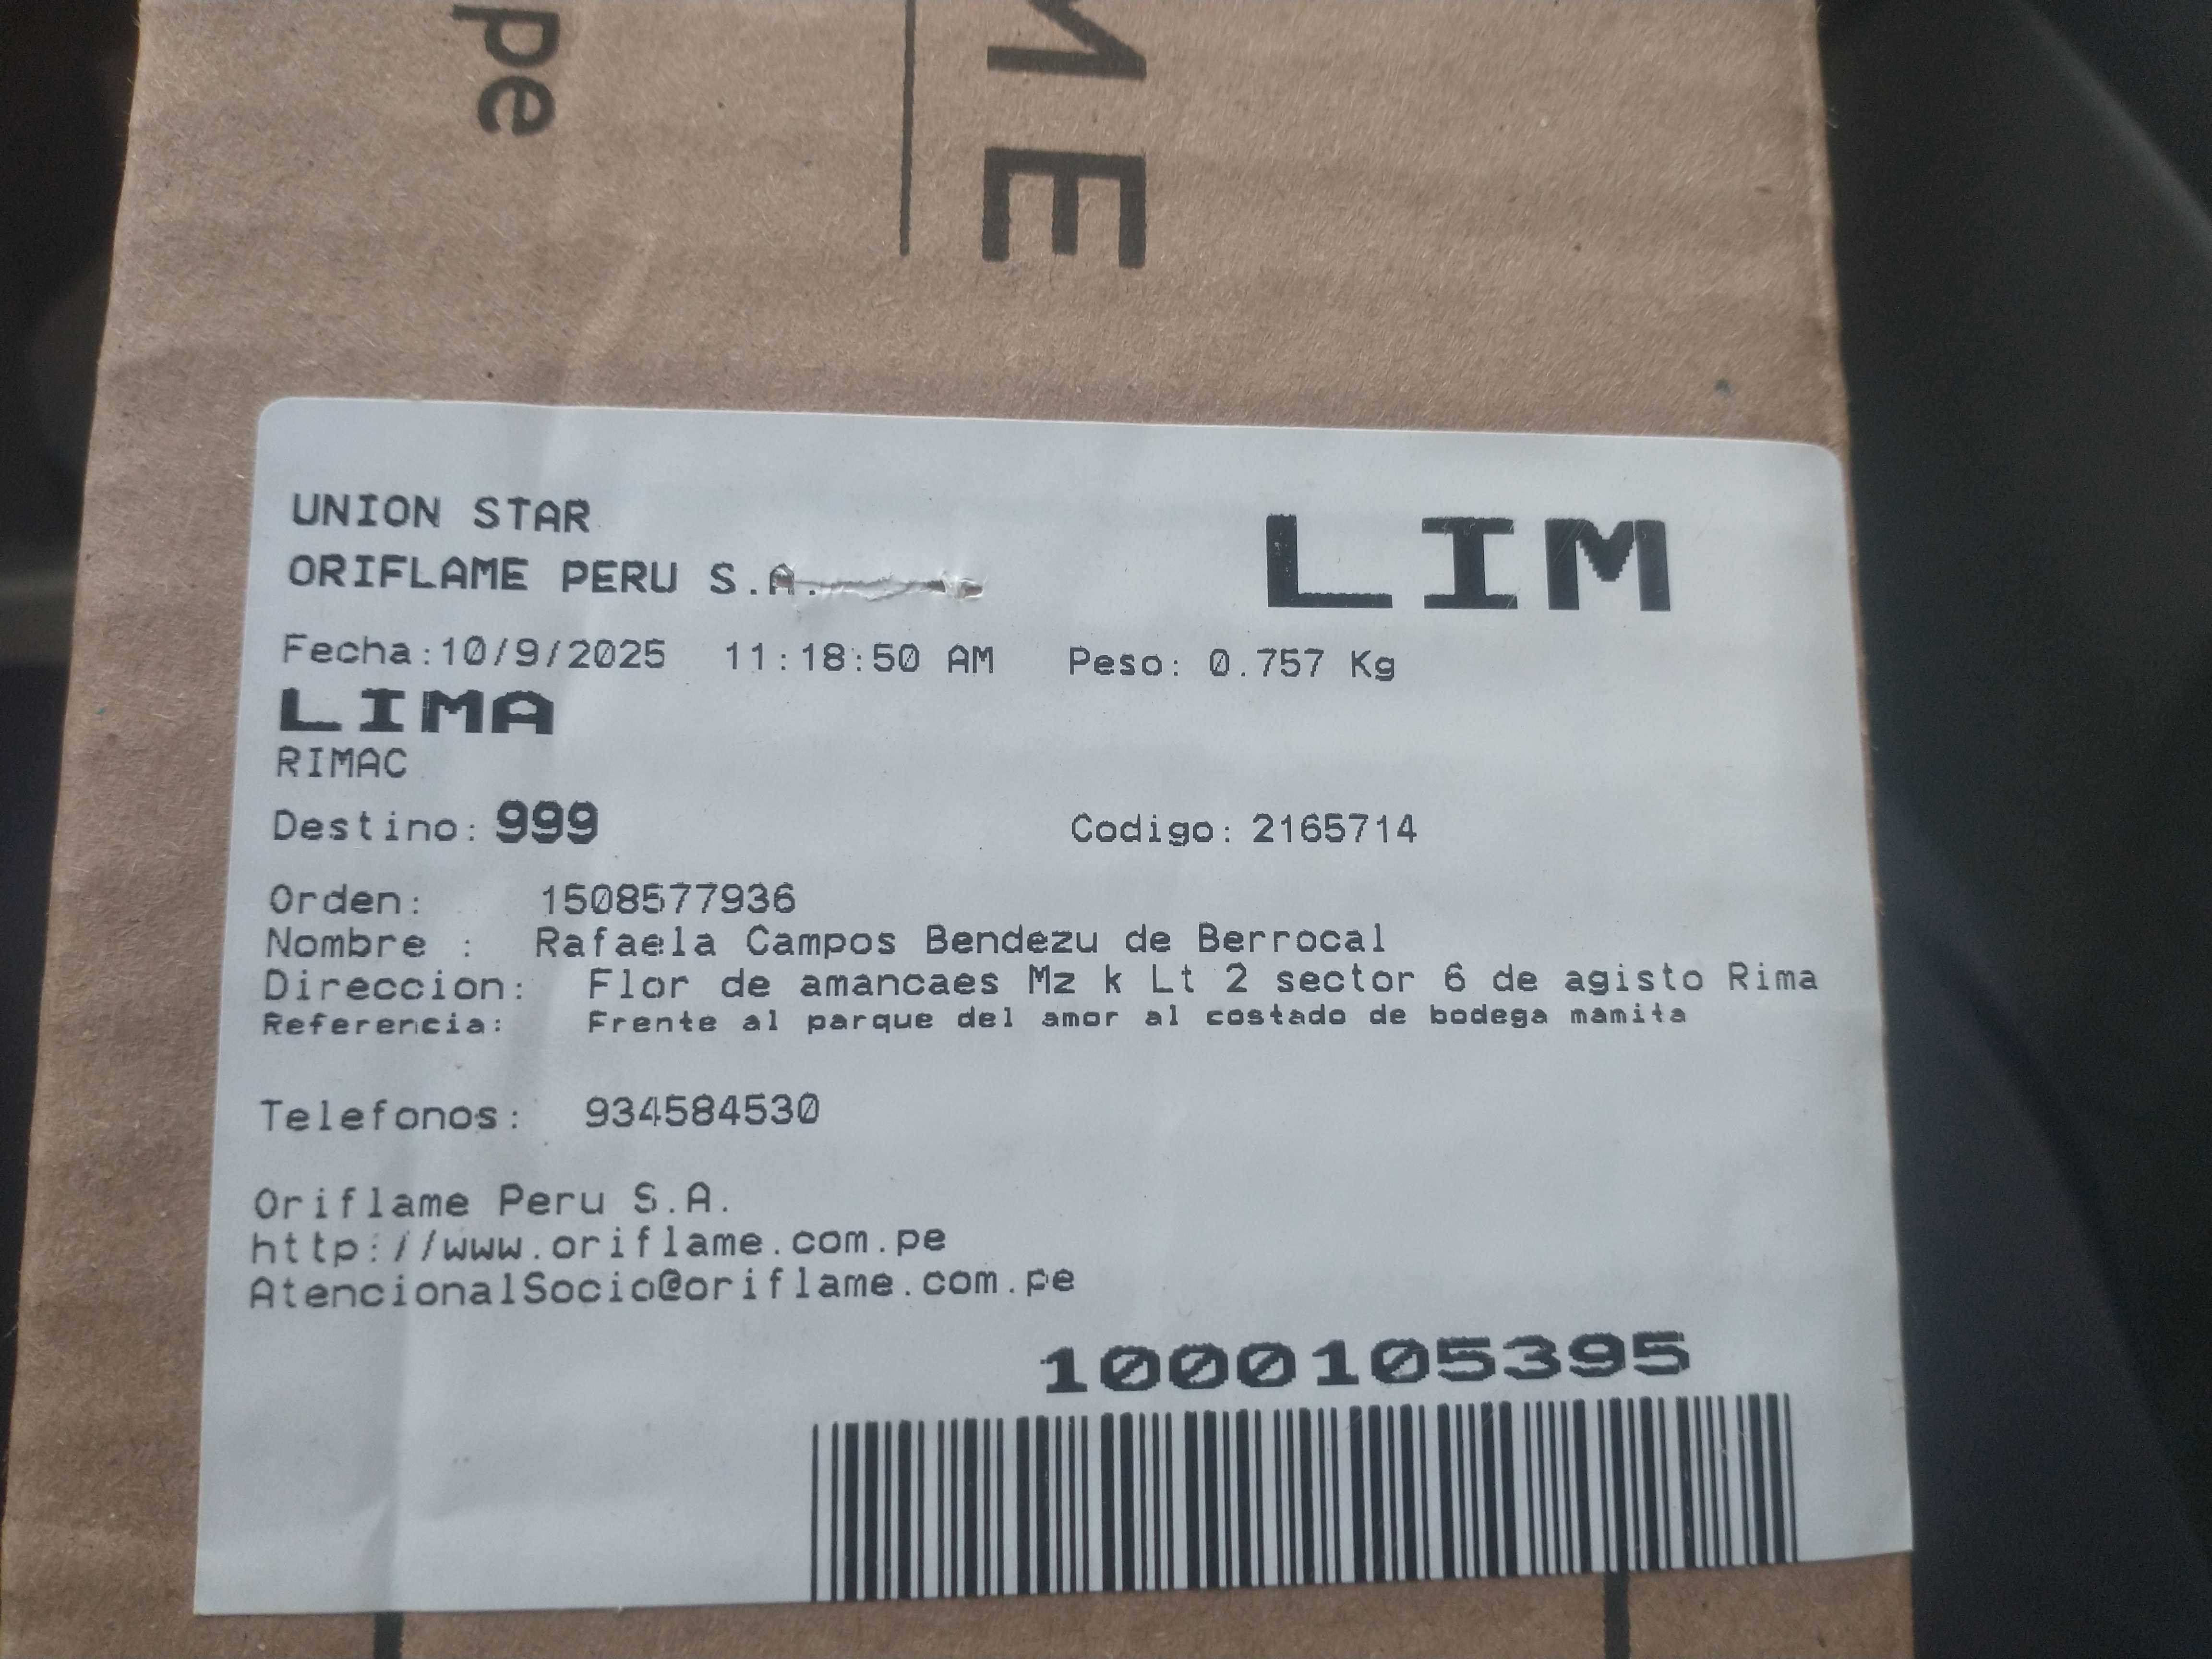 pe
ME
UNION STAR
ORIFLAME PERU S.A.
LIM
Fecha:10/9/2025 11:18:50 AM Peso: 0.757 Kg
LIMA
RIMAC
Destino: 999 Codigo: 2165714
Orden: 1508577936
Nombre : Rafaela Campos Bendezu de Berrocal
Direccion: Flor de amancaes Mz k Lt 2 sector 6 de agisto Rima
Referencia: Frente al parque del amor al costado de bodega mamita
Telefonos: 934584530
Oriflame Peru S.A.
http://www.oriflame.com.pe
AtencionalSocio@oriflame.com.pe
1000105395